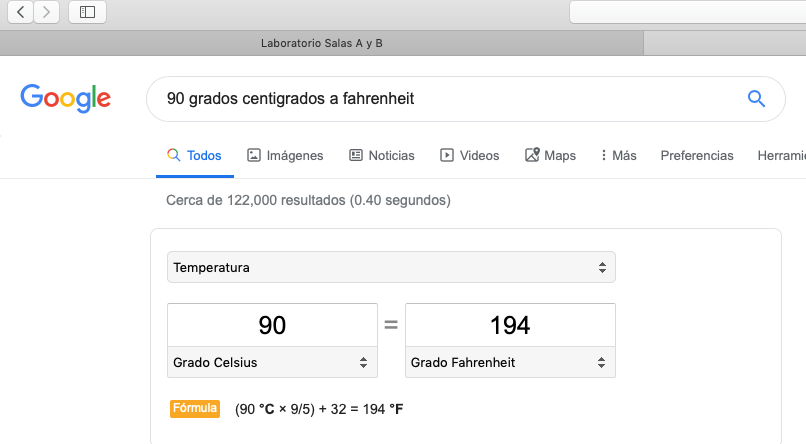 Laboratorio Salas A y B
Google
90 grados centigrados a fahrenheit
Todos Imágenes Noticias Videos Maps Más Preferencias Herrami
Cerca de 122,000 resultados (0.40 segundos)
Temperatura
90 = 194
Grado Celsius Grado Fahrenheit
Fórmula (90 °C × 9/5) + 32 = 194 °F